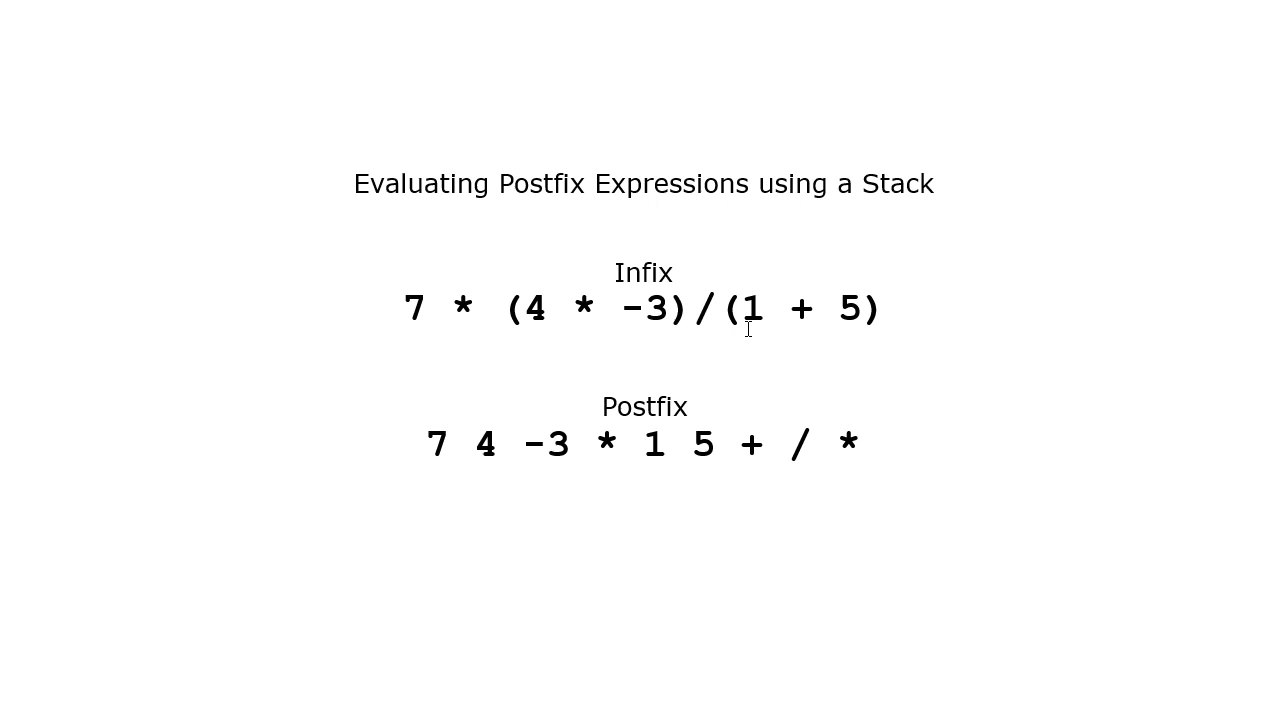 Evaluating Postfix Expressions using a Stack
Infix
7 * (4 * -3)/(1 + 5)
Postfix
7 4 -3 * 1 5 + / *